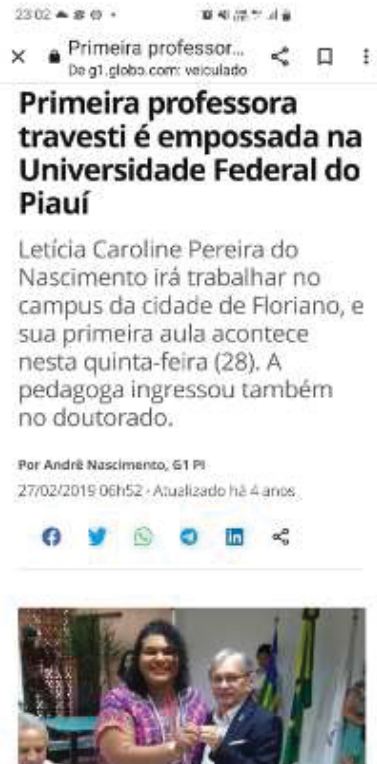 23:02
Primeira professor...
De g1.globo.com: veiculado
Primeira professora
travesti é empossada na
Universidade Federal do
Piauí
Letícia Caroline Pereira do
Nascimento irá trabalhar no
campus da cidade de Floriano, e
sua primeira aula acontece
nesta quinta-feira (28). A
pedagoga ingressou também
no doutorado.
Por André Nascimento, G1 PI
27/02/2019 06h52 · Atualizado há 4 anos